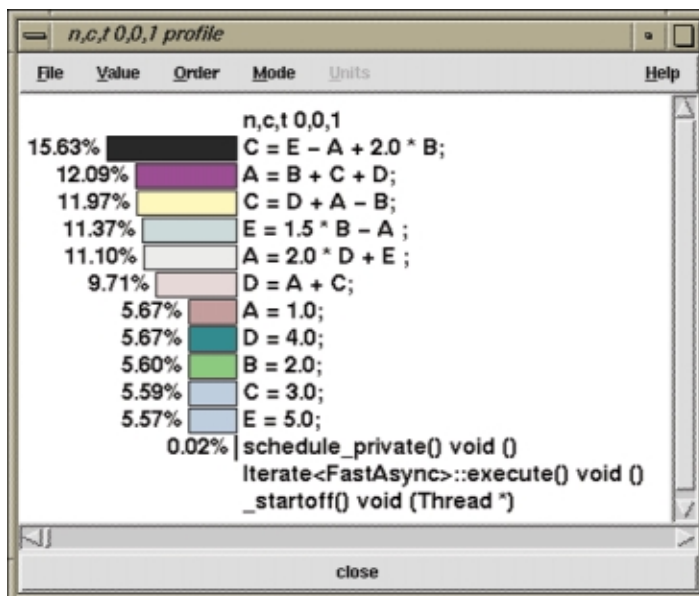 n,c,t 0,0,1 profile
File Value Order Mode Units Help
n,c,t 0,0,1
15.63% C = E − A + 2.0 * B;
12.09% A = B + C + D;
11.97% C = D + A − B;
11.37% E = 1.5 * B − A ;
11.10% A = 2.0 * D + E ;
9.71% D = A + C;
5.67% A = 1.0;
5.67% D = 4.0;
5.60% B = 2.0;
5.59% C = 3.0;
5.57% E = 5.0;
0.02% schedule_private() void ()
Iterate<FastAsync>::execute() void ()
_startoff() void (Thread *)
close